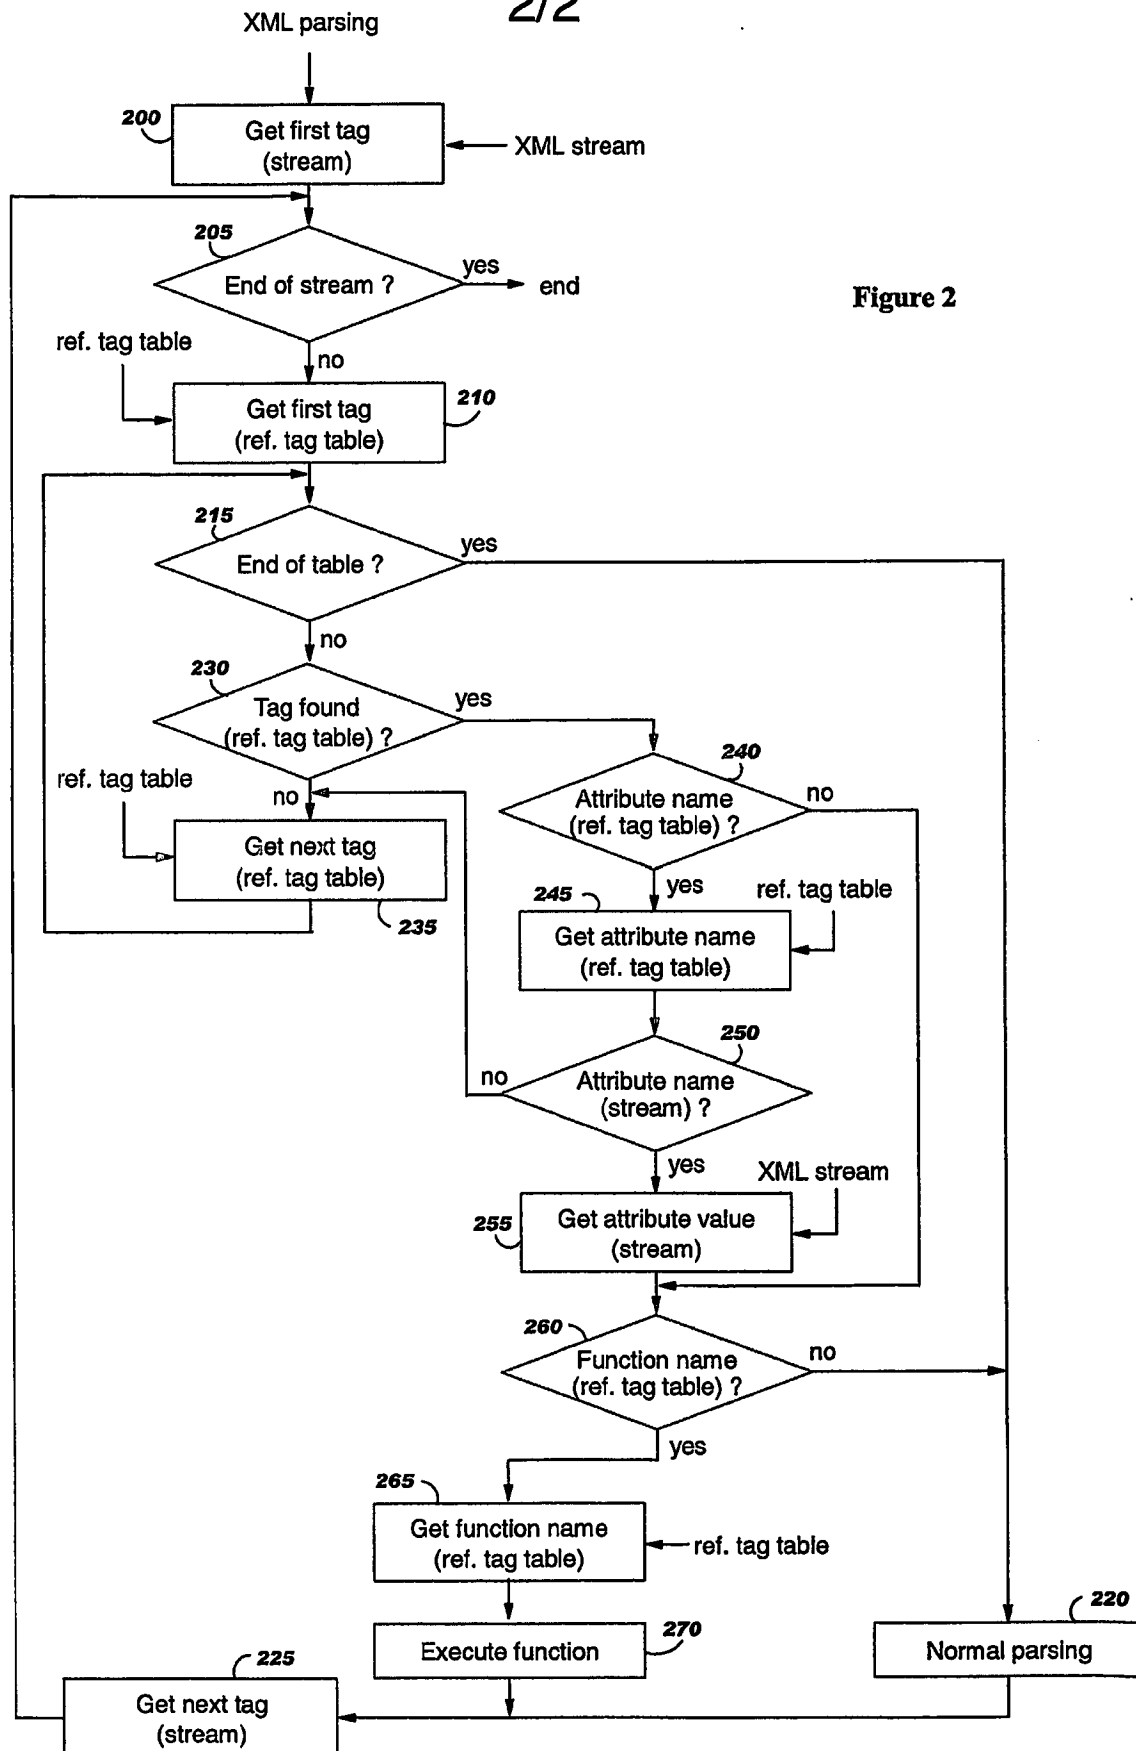 2/2
XML parsing
200
Get first tag
(stream)
XML stream
205
End of stream ?
yes
end
Figure 2
ref. tag table
no
210
Get first tag
(ref. tag table)
215
End of table ?
yes
no
230
Tag found
(ref. tag table) ?
yes
240
Attribute name
(ref. tag table) ?
no
ref. tag table
no
Get next tag
(ref. tag table)
235
yes
245
ref. tag table
Get attribute name
(ref. tag table)
250
no
Attribute name
(stream) ?
yes
XML stream
255
Get attribute value
(stream)
260
Function name
(ref. tag table) ?
no
yes
265
Get function name
(ref. tag table)
ref. tag table
270
Execute function
220
Normal parsing
225
Get next tag
(stream)